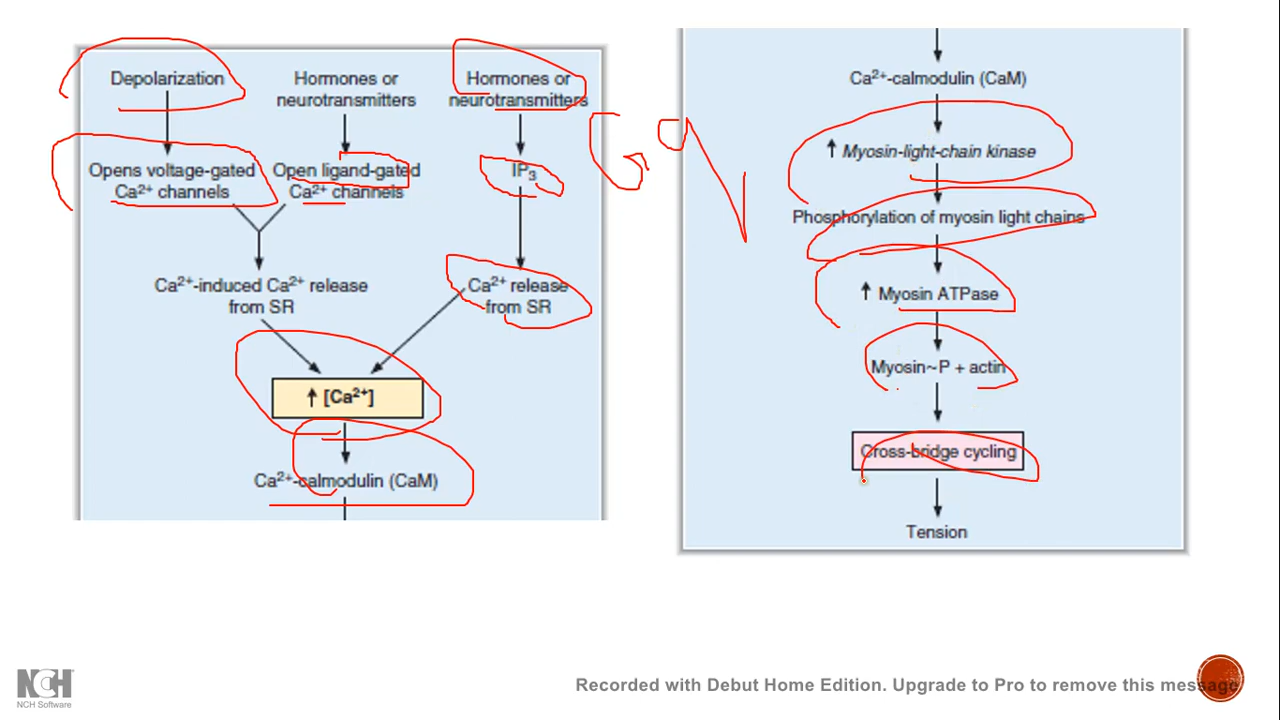 Depolarization
Hormones or
neurotransmitters
Hormones or
neurotransmitters
Opens voltage-gated
Ca²⁺ channels
Open ligand-gated
Ca²⁺ channels
IP₃
Ca²⁺-induced Ca²⁺ release
from SR
Ca²⁺ release
from SR
↑ [Ca²⁺]
Ca²⁺-calmodulin (CaM)
Ca²⁺-calmodulin (CaM)
↑ Myosin-light-chain kinase
Phosphorylation of myosin light chains
↑ Myosin ATPase
Myosin~P + actin
Cross-bridge cycling
Tension
NCH
NCH Software
Recorded with Debut Home Edition. Upgrade to Pro to remove this message